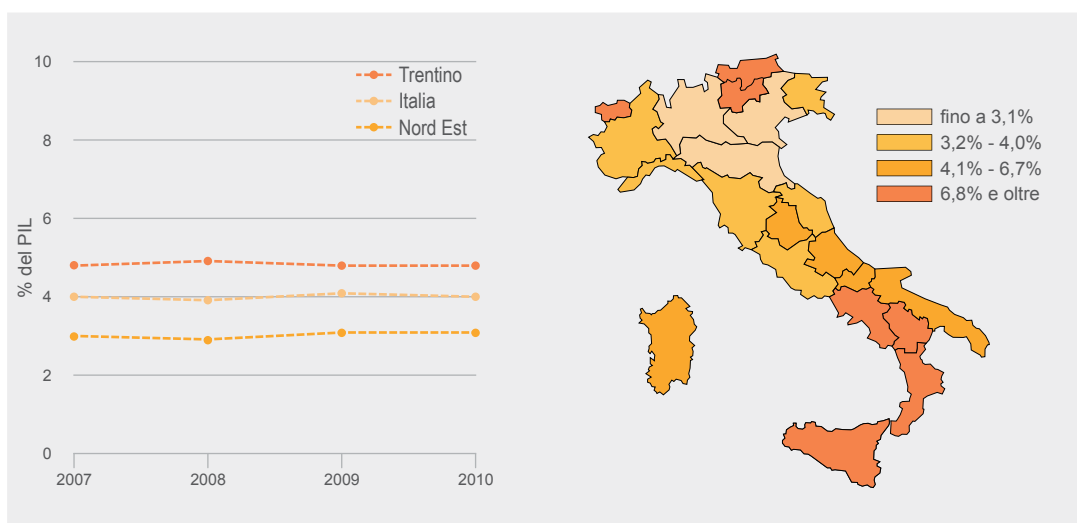 % del PIL
10
8
6
4
2
0
2007
2008
2009
2010
Trentino
Italia
Nord Est
fino a 3,1%
3,2% - 4,0%
4,1% - 6,7%
6,8% e oltre